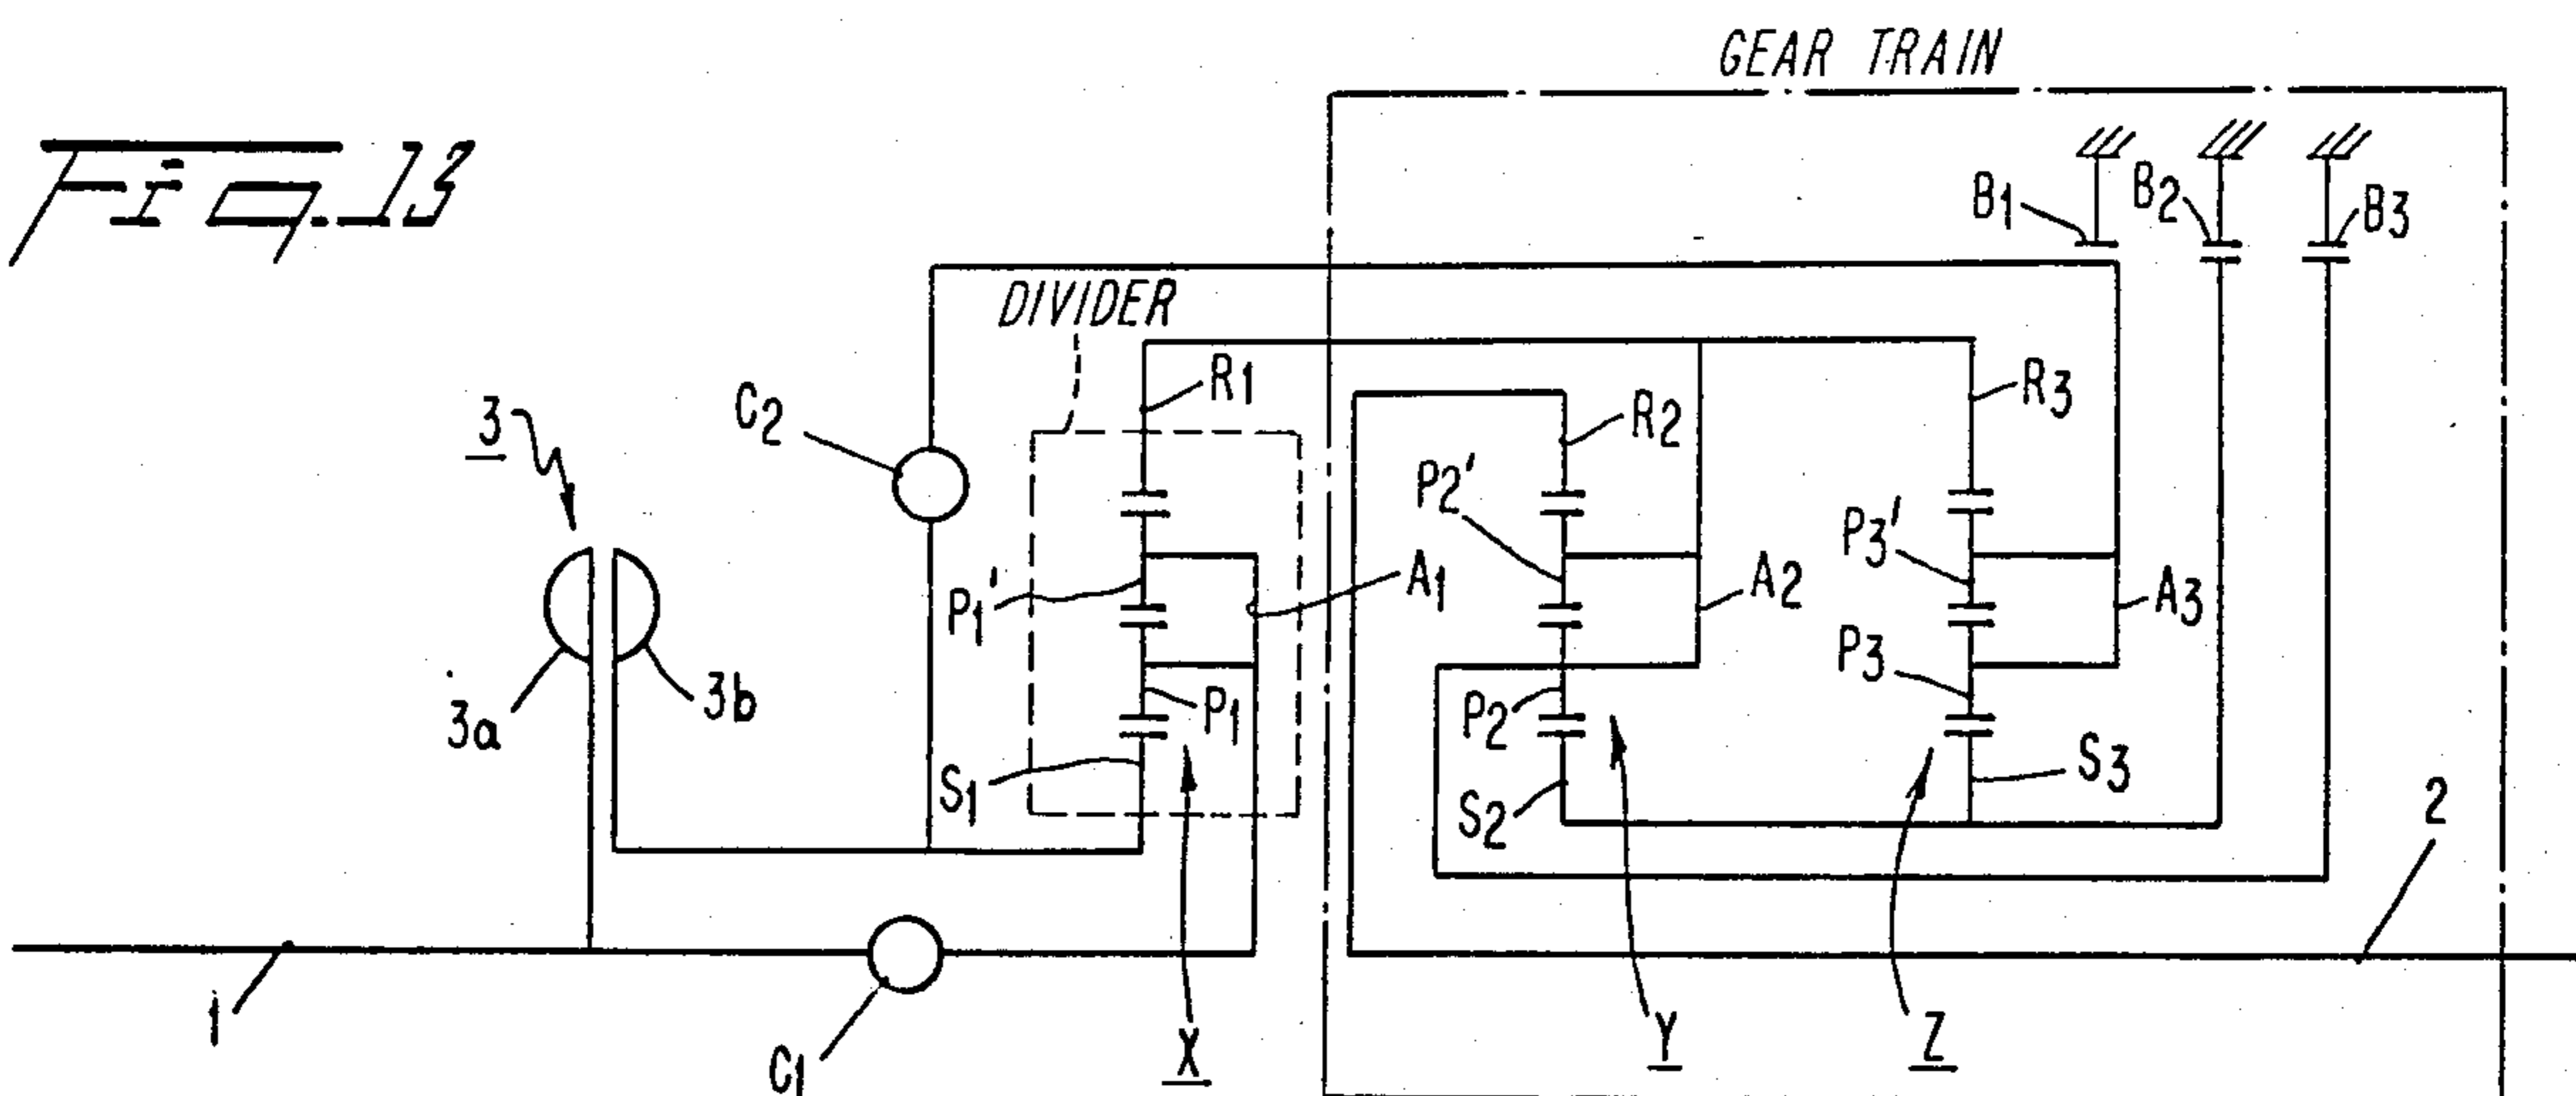 GEAR TRAIN
Fig. 13
B1
B2
B3
DIVIDER
R1
R3
C2
R2
3
P2'
P3'
P1'
A1
A2
A3
P3
3a
3b
P1
P2
S1
S2
S3
2
1
C1
X
Y
Z